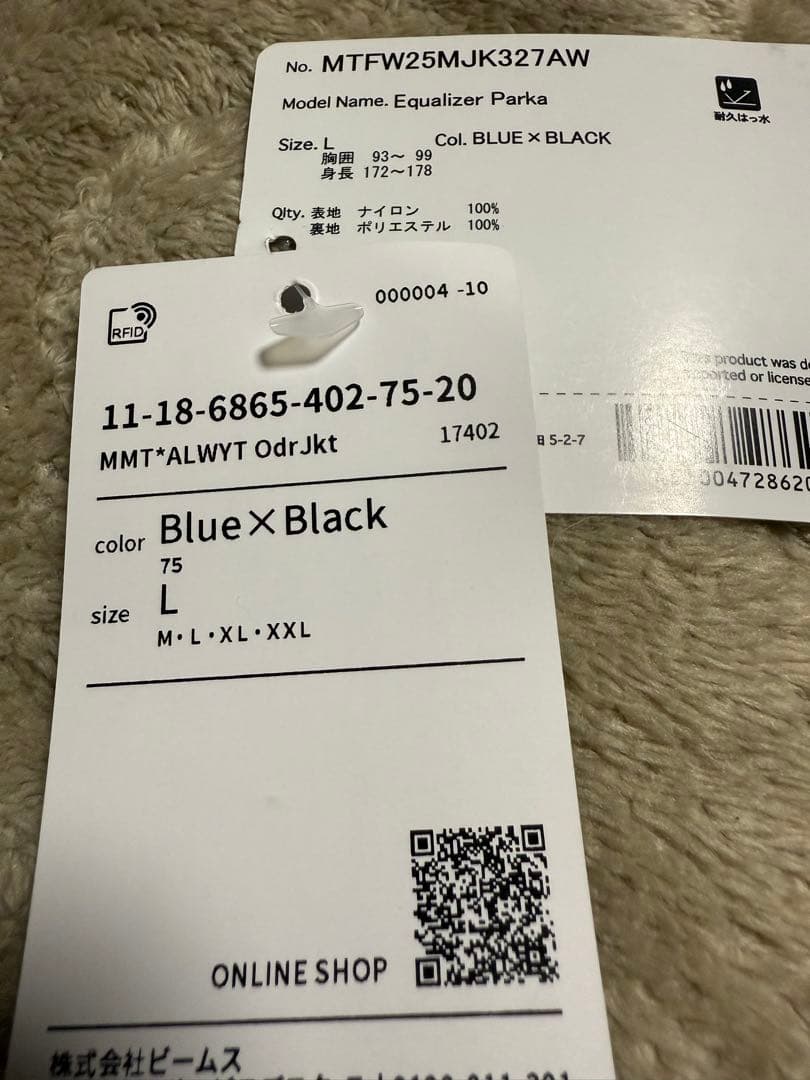 No. MTFW25MJK327AW
Model Name. Equalizer Parka
耐久はっ水
Size. L Col. BLUE×BLACK
胸囲 93～ 99
身長 172～178
Qlty. 表地 ナイロン 100%
裏地 ポリエステル 100%
product was
or license
5-2-7
00472862
RFID
000004 -10
11-18-6865-402-75-20
MMT*ALWYT OdrJkt 17402
color Blue×Black
75
size L
M・L・XL・XXL
ONLINE SHOP
株式会社ビームス